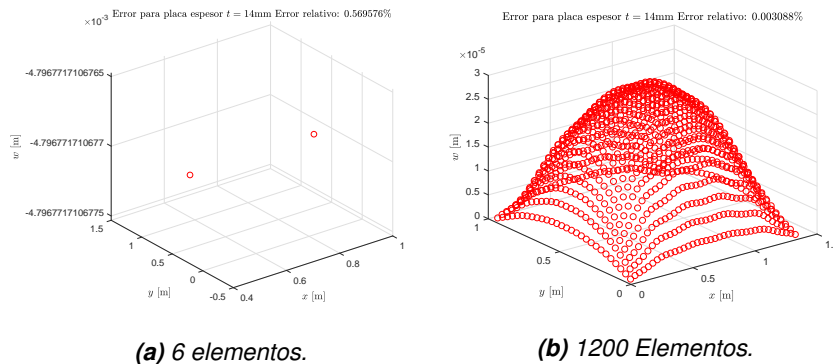 Error para placa espesor t = 14mm Error relativo: 0.569576%
×10⁻³
-4.7967717106765
-4.796771710677
-4.7967717106775
w [m]
1.5
1
0.5
0
-0.5
y [m]
0.4
0.6
0.8
1
x [m]
(a) 6 elementos.
Error para placa espesor t = 14mm Error relativo: 0.003088%
×10⁻⁵
3
2.5
2
1.5
1
0.5
0
w [m]
1
0.5
0
y [m]
0
0.5
1
1.
x [m]
(b) 1200 Elementos.